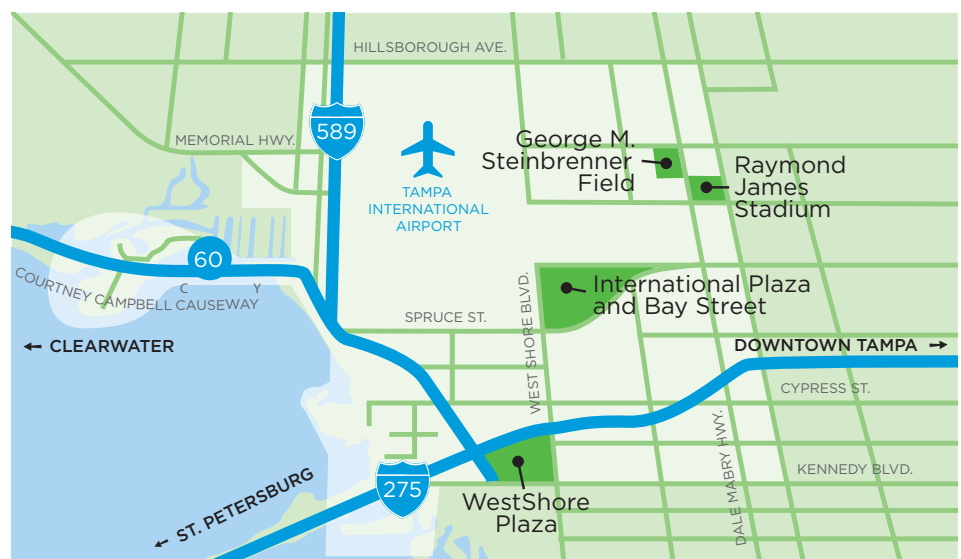 HILLSBOROUGH AVE.
589
MEMORIAL HWY.
TAMPA
INTERNATIONAL
AIRPORT
George M.
Steinbrenner
Field
Raymond
James
Stadium
60
COURTNEY CAMPBELL CAUSEWAY
C Y
WEST SHORE BLVD.
International Plaza
and Bay Street
SPRUCE ST.
← CLEARWATER
DOWNTOWN TAMPA →
CYPRESS ST.
DALE MABRY HWY.
KENNEDY BLVD.
275
WestShore
Plaza
← ST. PETERSBURG